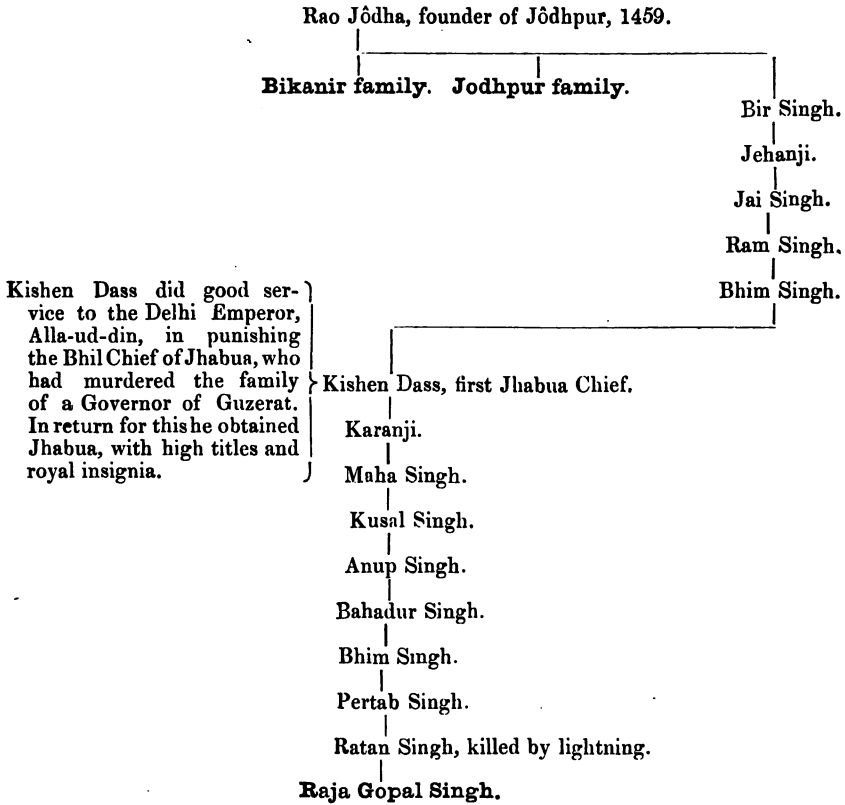 Rao Jôdha, founder of Jôdhpur, 1459.
Bikanir family. Jodhpur family.
Bir Singh.
Jehanji.
Jai Singh.
Ram Singh.
Bhim Singh.
Kishen Dass did good ser-
vice to the Delhi Emperor,
Alla-ud-din, in punishing
the Bhil Chief of Jhabua, who
had murdered the family
of a Governor of Guzerat.
In return for this he obtained
Jhabua, with high titles and
royal insignia.
Kishen Dass, first Jhabua Chief.
Karanji.
Maha Singh.
Kusal Singh.
Anup Singh.
Bahadur Singh.
Bhim Singh.
Pertab Singh.
Ratan Singh, killed by lightning.
Raja Gopal Singh.